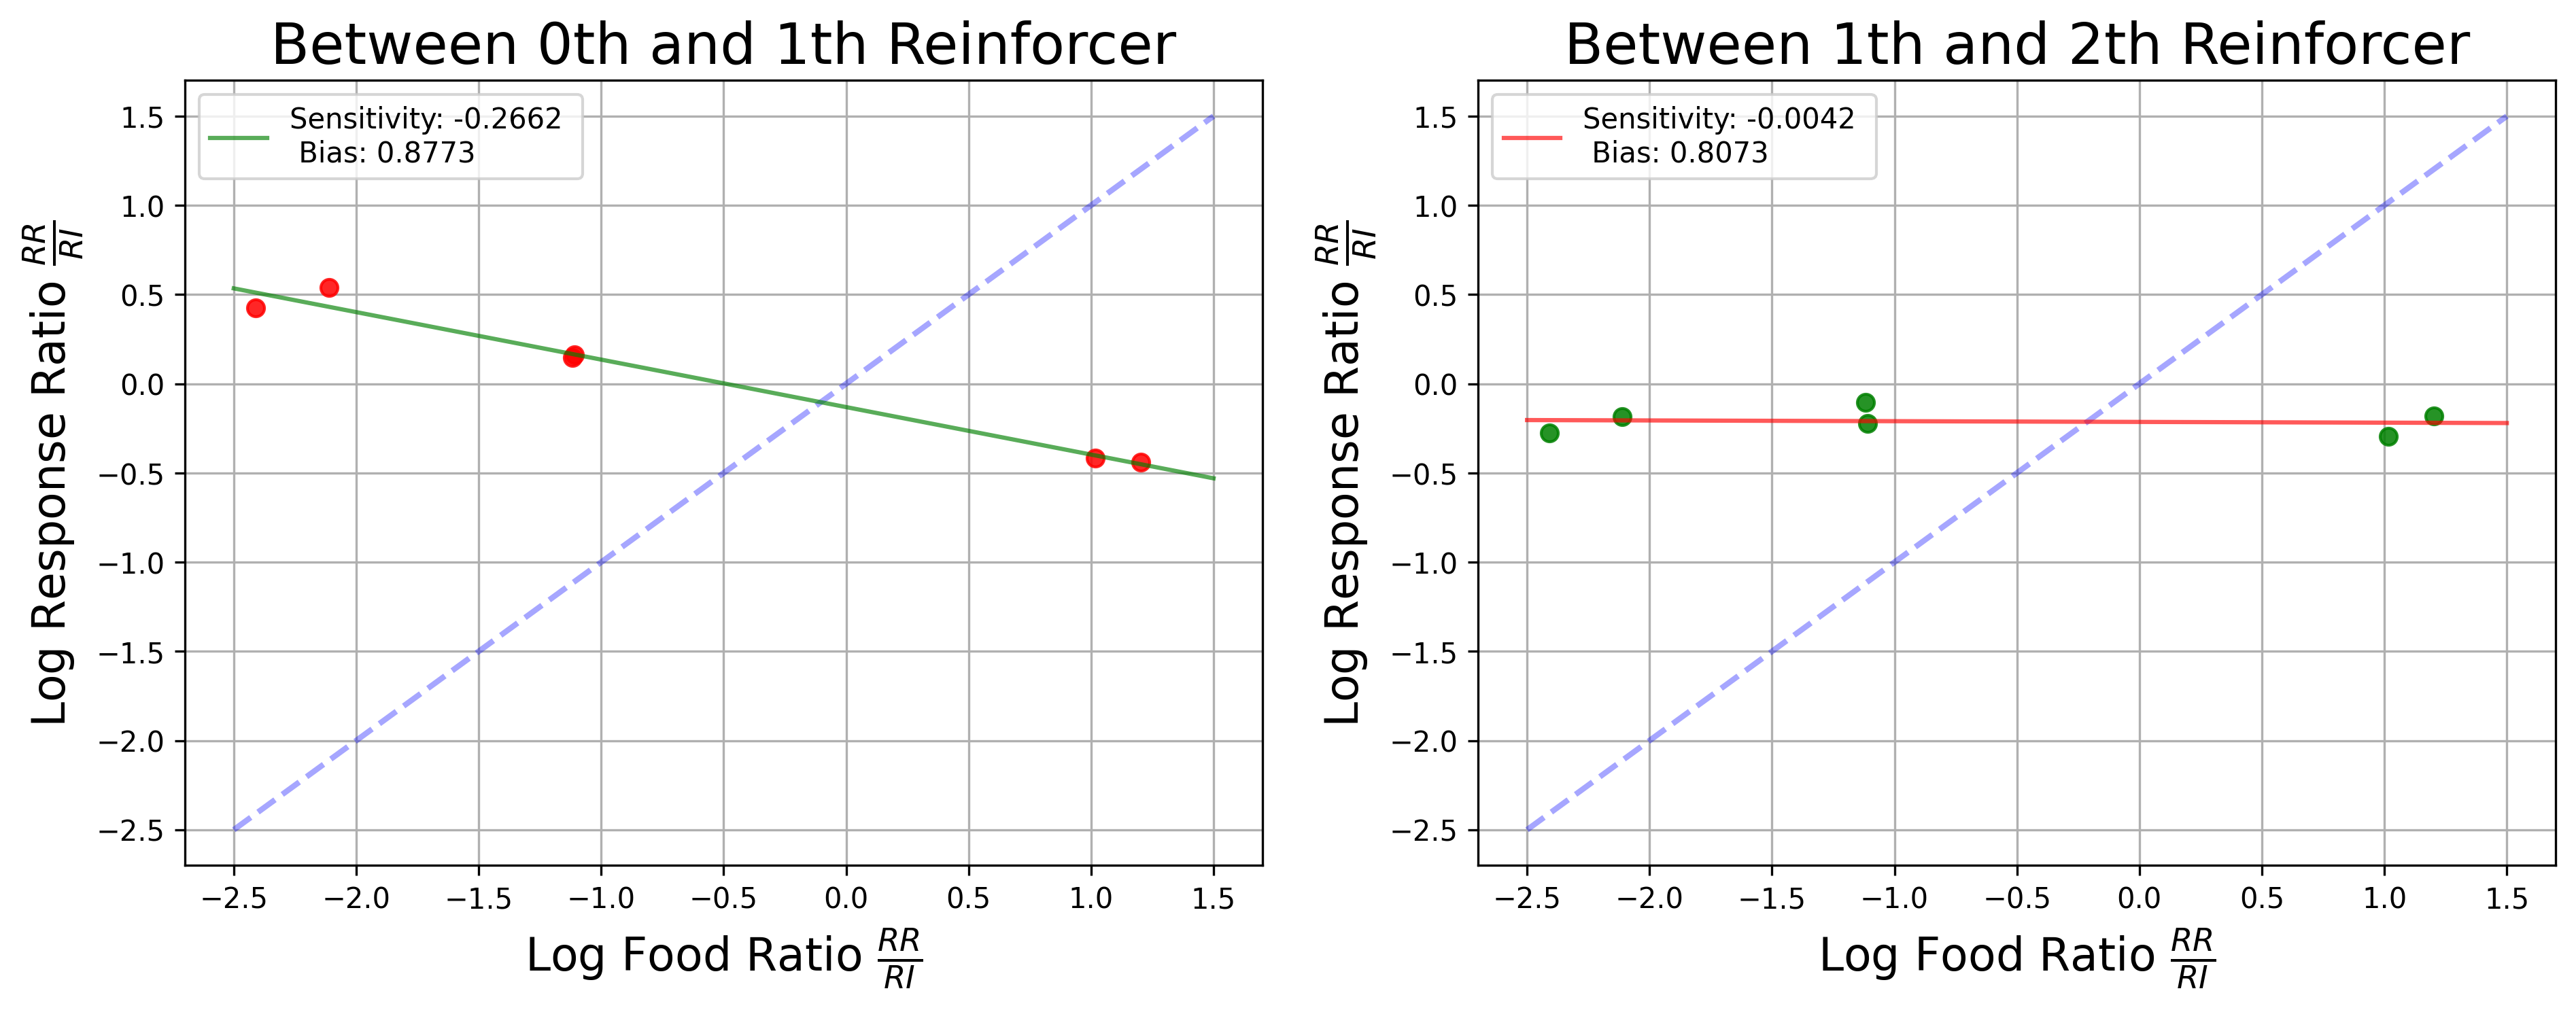 Between 0th and 1th Reinforcer
Sensitivity: -0.2662
Bias: 0.8773
1.5
1.0
0.5
0.0
−0.5
−1.0
−1.5
−2.0
−2.5
Log Response Ratio RR/RI
−2.5 −2.0 −1.5 −1.0 −0.5 0.0 0.5 1.0 1.5
Log Food Ratio RR/RI
Between 1th and 2th Reinforcer
Sensitivity: -0.0042
Bias: 0.8073
1.5
1.0
0.5
0.0
−0.5
−1.0
−1.5
−2.0
−2.5
Log Response Ratio RR/RI
−2.5 −2.0 −1.5 −1.0 −0.5 0.0 0.5 1.0 1.5
Log Food Ratio RR/RI